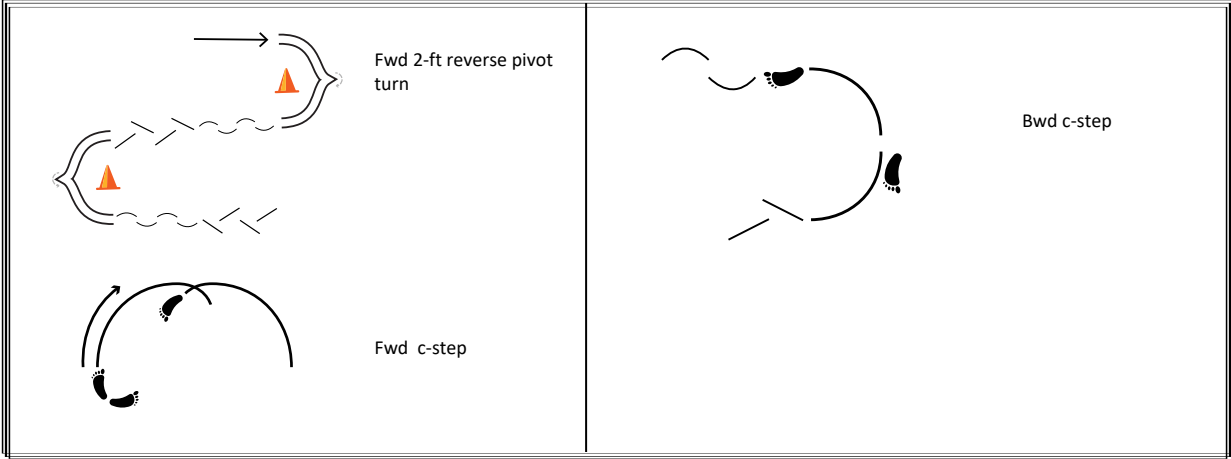 Fwd 2-ft reverse pivot
turn
Fwd  c-step
Bwd c-step